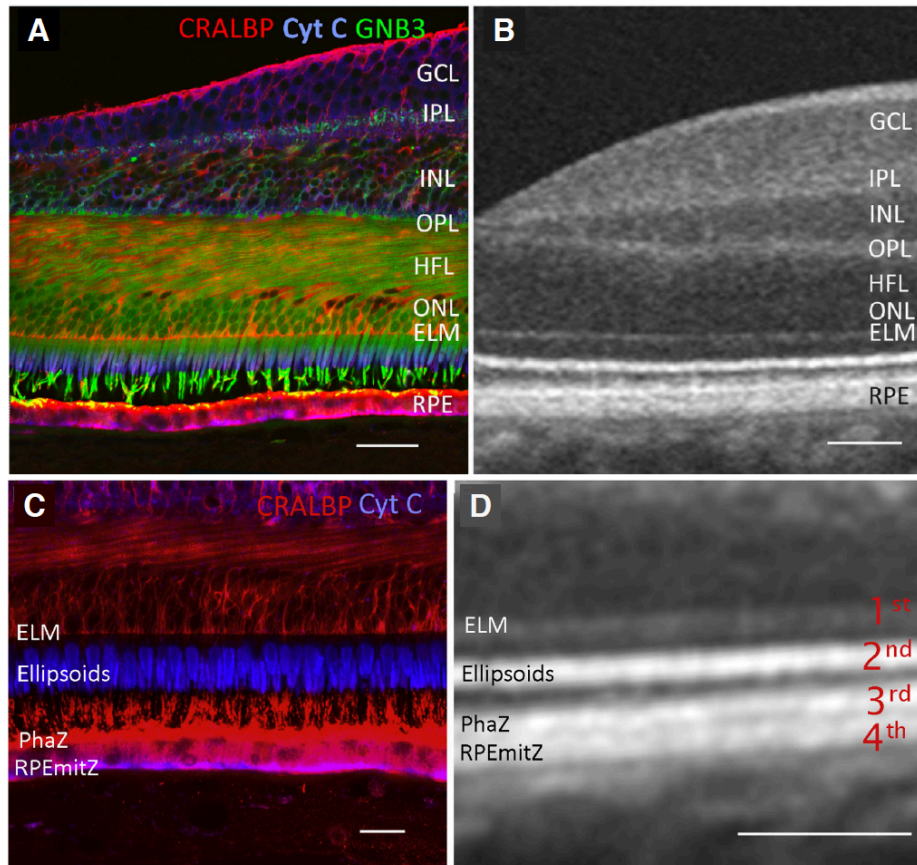 A
CRALBP Cyt C GNB3
GCL
IPL
INL
OPL
HFL
ONL
ELM
RPE
B
GCL
IPL
INL
OPL
HFL
ONL
ELM
RPE
C
CRALBP Cyt C
ELM
Ellipsoids
PhaZ
RPEmitZ
D
1st
ELM
2nd
Ellipsoids
3rd
PhaZ
4th
RPEmitZ